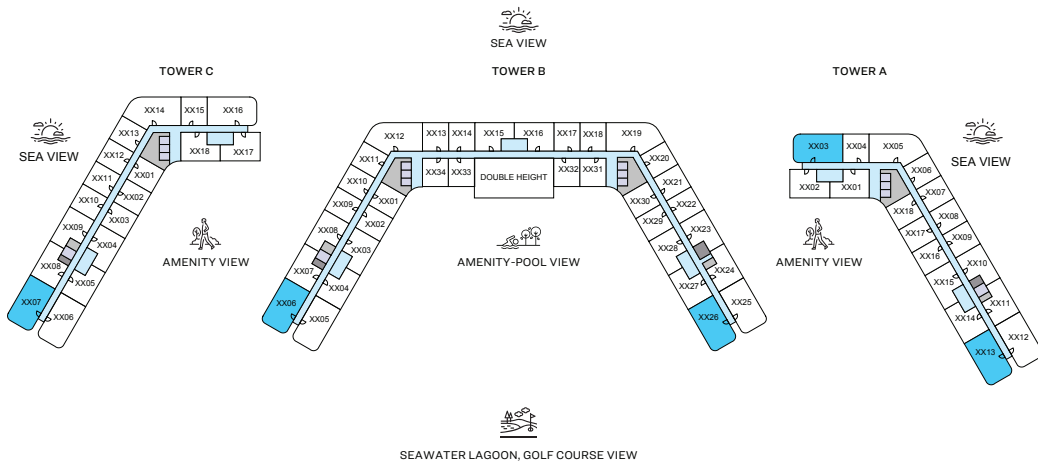 SEA VIEW
TOWER C
TOWER B
TOWER A
SEA VIEW
SEA VIEW
XX14
XX15
XX16
XX13
XX12
XX11
XX10
XX09
XX08
XX07
XX18
XX17
XX01
XX02
XX03
XX04
XX05
XX06
AMENITY VIEW
XX12
XX13
XX14
XX15
XX16
XX17
XX18
XX19
XX11
XX10
XX09
XX08
XX07
XX06
XX34
XX33
DOUBLE HEIGHT
XX32
XX31
XX01
XX02
XX03
XX04
XX05
XX20
XX21
XX22
XX23
XX24
XX25
XX30
XX29
XX28
XX27
XX26
AMENITY-POOL VIEW
XX03
XX04
XX05
XX02
XX01
XX06
XX07
XX08
XX09
XX10
XX11
XX12
XX18
XX17
XX16
XX15
XX14
XX13
AMENITY VIEW
SEAWATER LAGOON, GOLF COURSE VIEW